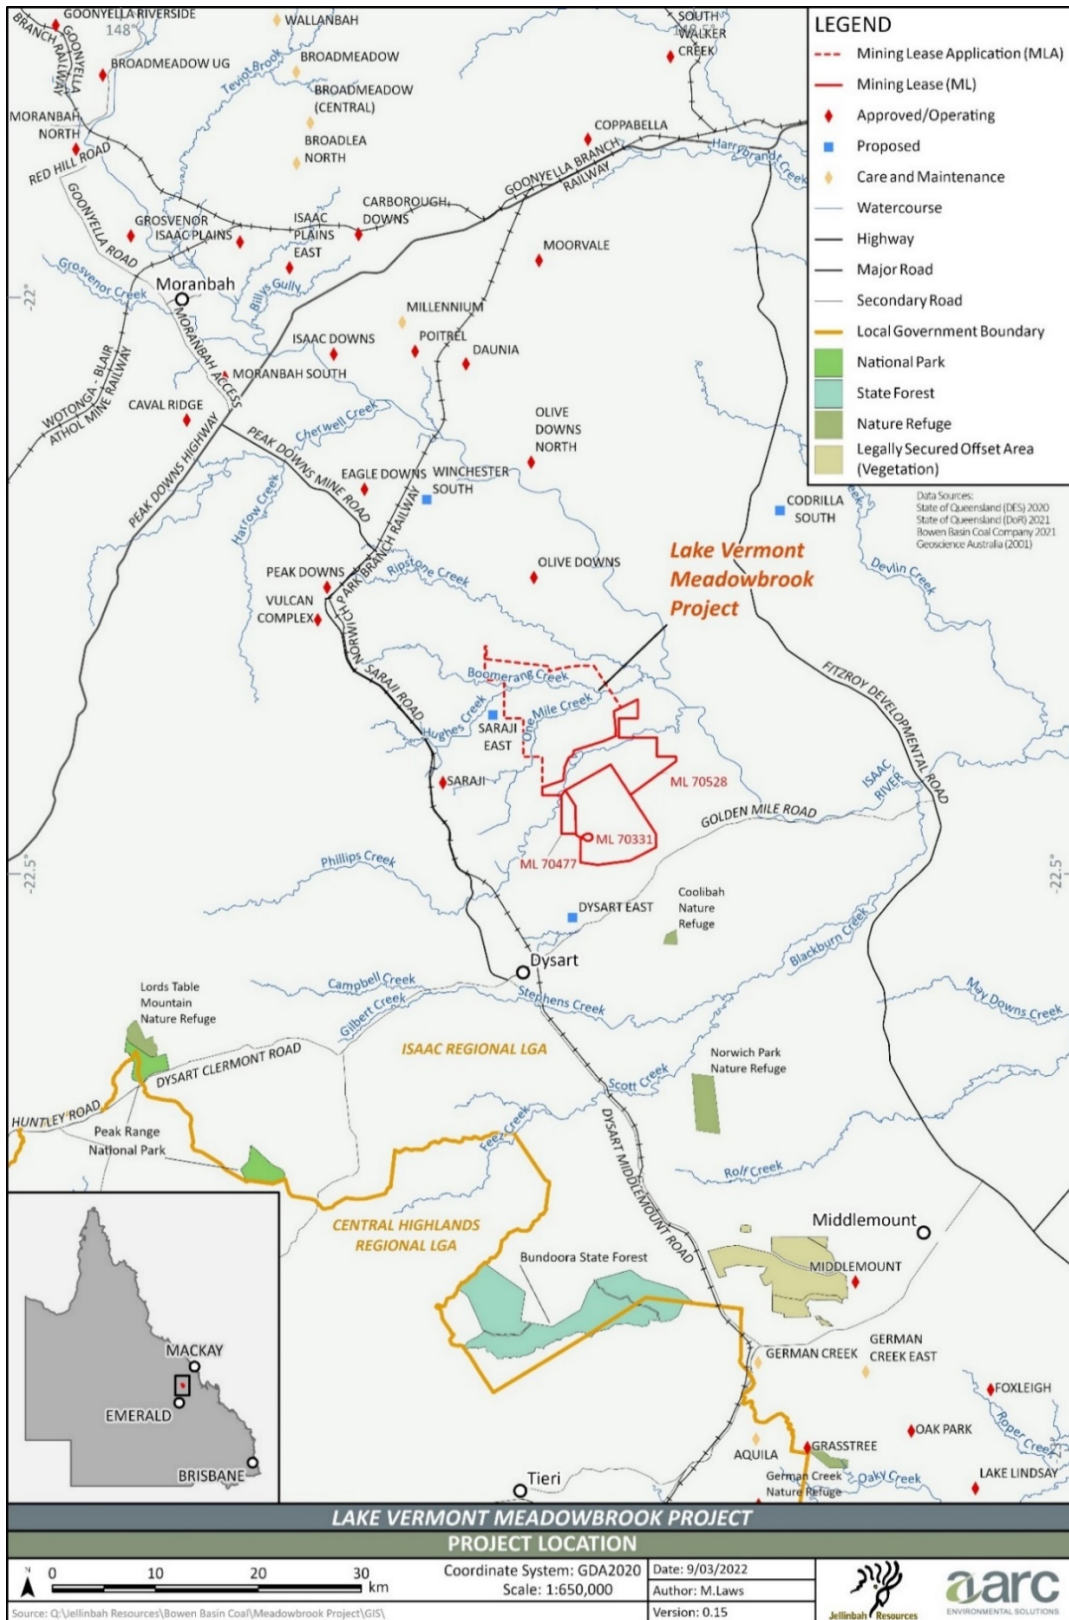 GOONYELLA RIVERSIDE
148°
WALLANBAH
SOUTH
WALKER
CREEK
148.5°
GOONYELLA
BRANCH RAILWAY
BROADMEADOW UG
Teviot Brook
BROADMEADOW
BROADMEADOW
(CENTRAL)
MORANBAH
NORTH
BROADLEA
NORTH
COPPABELLA
RED HILL ROAD
GOONYELLA BRANCH
RAILWAY
Harrybrandt Creek
GOONYELLA ROAD
GROSVENOR
ISAAC PLAINS
ISAAC
PLAINS
EAST
CARBOROUGH
DOWNS
MOORVALE
Grosvenor Creek
Moranbah
Billys Gully
-22°
MILLENNIUM
MORANBAH ACCESS
ISAAC DOWNS
POITREL
DAUNIA
WOTONGA - BLAIR
ATHOL MINE RAILWAY
MORANBAH SOUTH
CAVAL RIDGE
Cherwell Creek
OLIVE
DOWNS
NORTH
PEAK DOWNS HIGHWAY
PEAK DOWNS MINE ROAD
EAGLE DOWNS
WINCHESTER
SOUTH
CODRILLA
SOUTH
Harrow Creek
NORWICH PARK BRANCH RAILWAY
Ripstone Creek
Lake Vermont
Meadowbrook
Project
Creek
Devlin Creek
PEAK DOWNS
VULCAN
COMPLEX
OLIVE DOWNS
SARAJI ROAD
Boomerang Creek
Hughes Creek
One Mile Creek
SARAJI
EAST
FITZROY DEVELOPMENTAL ROAD
SARAJI
ML 70528
ISAAC
RIVER
GOLDEN MILE ROAD
ML 70331
ML 70477
Phillips Creek
-22.5°
-22.5°
DYSART EAST
Coolibah
Nature
Refuge
Blackburn Creek
Dysart
Campbell Creek
Gilbert Creek
Stephens Creek
May Downs Creek
Lords Table
Mountain
Nature Refuge
ISAAC REGIONAL LGA
DYSART CLERMONT ROAD
Norwich Park
Nature Refuge
Scott Creek
HUNTLEY ROAD
Peak Range
National Park
Feez Creek
DYSART MIDDLEMOUNT ROAD
Rolf Creek
CENTRAL HIGHLANDS
REGIONAL LGA
Middlemount
Bundoora State Forest
MIDDLEMOUNT
GERMAN CREEK
GERMAN
CREEK EAST
FOXLEIGH
Roper Creek
OAK PARK
AQUILA
GRASSTREE
German Creek
Nature Refuge
Oaky Creek
LAKE LINDSAY
Tieri
LEGEND
Mining Lease Application (MLA)
Mining Lease (ML)
Approved/Operating
Proposed
Care and Maintenance
Watercourse
Highway
Major Road
Secondary Road
Local Government Boundary
National Park
State Forest
Nature Refuge
Legally Secured Offset Area
(Vegetation)
Data Sources:
State of Queensland (DES) 2020
State of Queensland (DoR) 2021
Bowen Basin Coal Company 2021
Geoscience Australia (2001)
MACKAY
EMERALD
BRISBANE
LAKE VERMONT MEADOWBROOK PROJECT
PROJECT LOCATION
N
0 10 20 30
km
Coordinate System: GDA2020
Scale: 1:650,000
Date: 9/03/2022
Author: M.Laws
Version: 0.15
Source: Q:\Jellinbah Resources\Bowen Basin Coal\Meadowbrook Project\GIS\
Jellinbah Resources
aarc
ENVIRONMENTAL SOLUTIONS